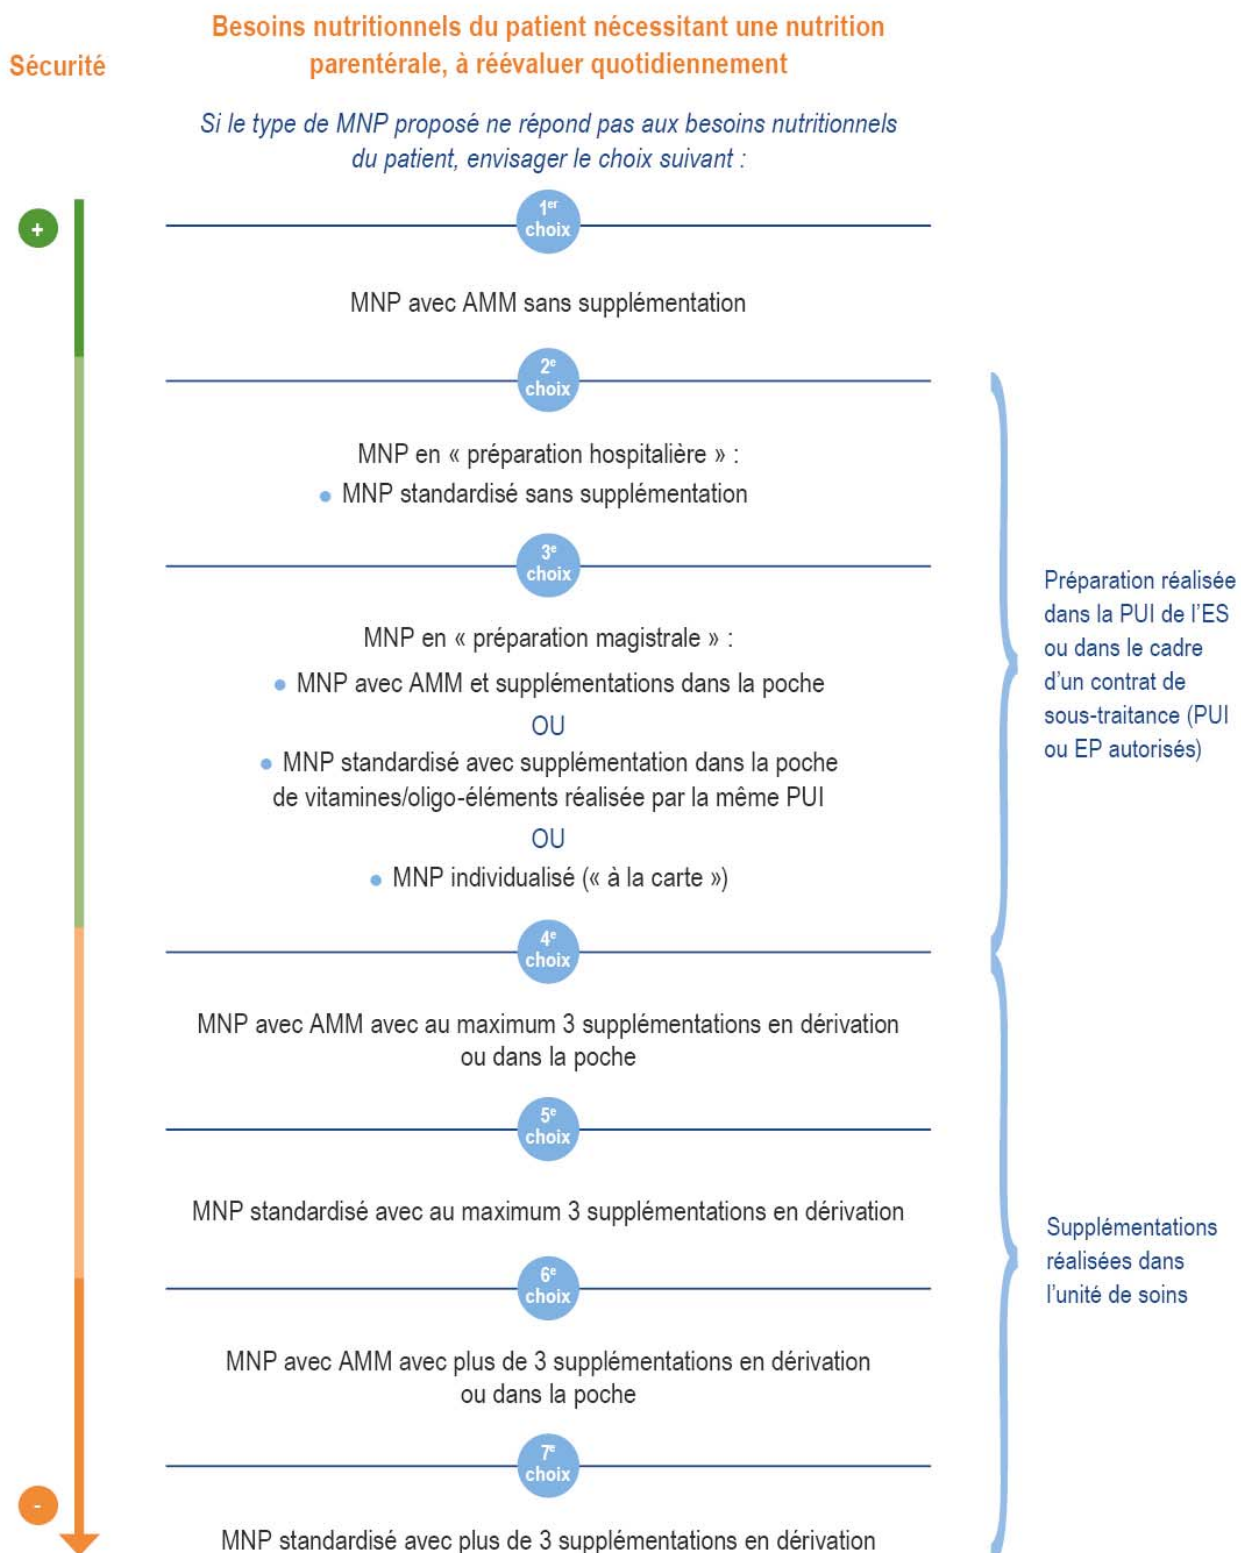 Sécurité
Besoins nutritionnels du patient nécessitant une nutrition
parentérale, à réévaluer quotidiennement
Si le type de MNP proposé ne répond pas aux besoins nutritionnels
du patient, envisager le choix suivant :
+
1er
choix
MNP avec AMM sans supplémentation
2e
choix
MNP en « préparation hospitalière » :
• MNP standardisé sans supplémentation
3e
choix
MNP en « préparation magistrale » :
• MNP avec AMM et supplémentations dans la poche
OU
• MNP standardisé avec supplémentation dans la poche
de vitamines/oligo-éléments réalisée par la même PUI
OU
• MNP individualisé (« à la carte »)
Préparation réalisée
dans la PUI de l’ES
ou dans le cadre
d’un contrat de
sous-traitance (PUI
ou EP autorisés)
4e
choix
MNP avec AMM avec au maximum 3 supplémentations en dérivation
ou dans la poche
5e
choix
MNP standardisé avec au maximum 3 supplémentations en dérivation
6e
choix
MNP avec AMM avec plus de 3 supplémentations en dérivation
ou dans la poche
7e
choix
MNP standardisé avec plus de 3 supplémentations en dérivation
Supplémentations
réalisées dans
l’unité de soins
-